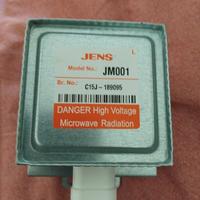 JENS
L
Model No.: JM001
Sr. No.: C15J - 189095
DANGER High Voltage
Microwave Radiation